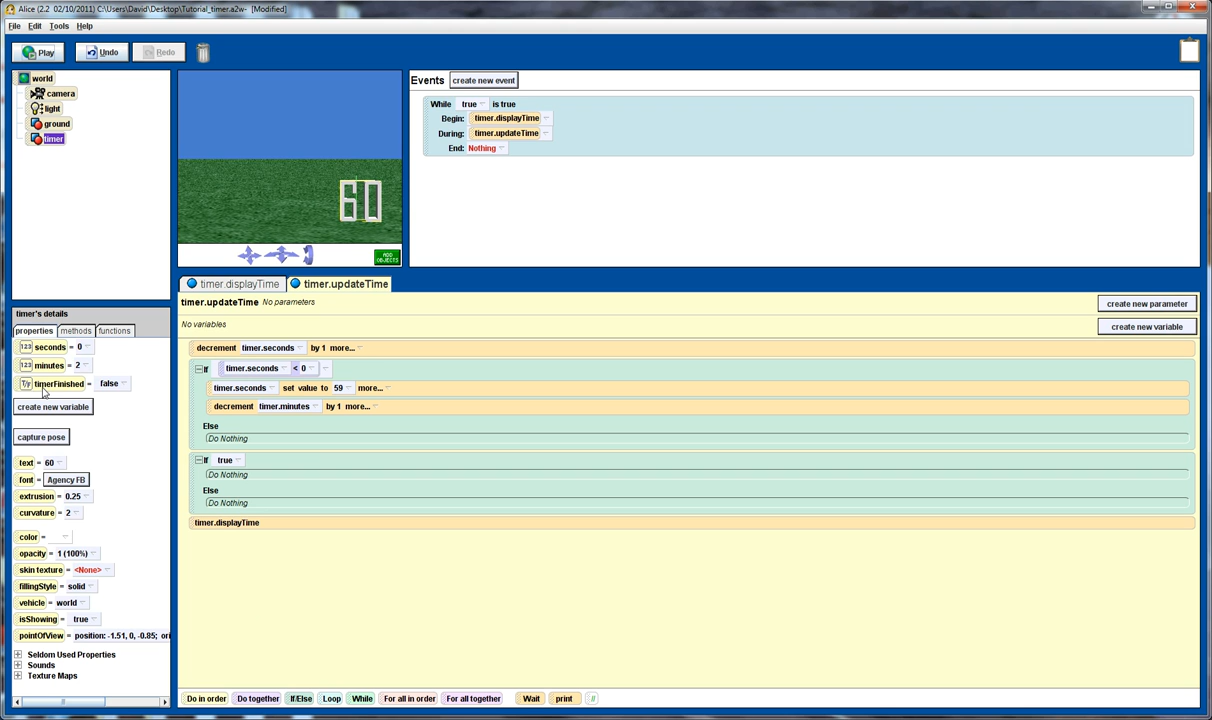 Alice (2.2 02/10/2011) C:\Users\David\Desktop\Tutorial_timer.a2w- [Modified]
File Edit Tools Help
Play Undo Redo
world
camera
light
ground
timer
60
ADD OBJECTS
Events create new event
While true is true
Begin: timer.displayTime
During: timer.updateTime
End: Nothing
timer's details
properties methods functions
123 seconds = 0
123 minutes = 2
T/F timerFinished = false
create new variable
capture pose
text = 60
font = Agency FB
extrusion = 0.25
curvature = 2
color =
opacity = 1 (100%)
skin texture = <None>
fillingStyle = solid
vehicle = world
isShowing = true
pointOfView = position: -1.51, 0, -0.85; ori
Seldom Used Properties
Sounds
Texture Maps
timer.displayTime timer.updateTime
timer.updateTime No parameters
create new parameter
No variables
create new variable
decrement timer.seconds by 1 more...
If timer.seconds < 0
timer.seconds set value to 59 more...
decrement timer.minutes by 1 more...
Else
Do Nothing
If true
Do Nothing
Else
Do Nothing
timer.displayTime
Do in order Do together If/Else Loop While For all in order For all together Wait print //